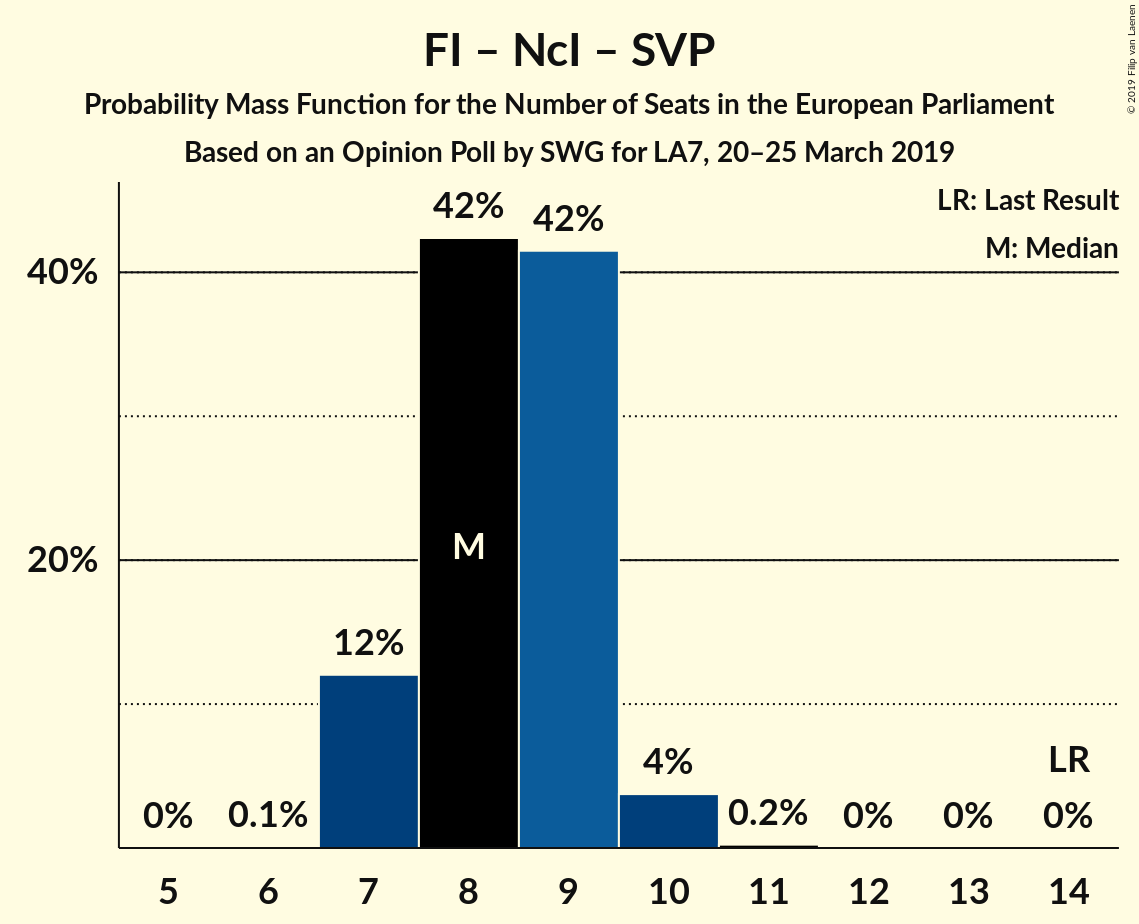 FI – NcI – SVP
Probability Mass Function for the Number of Seats in the European Parliament
Based on an Opinion Poll by SWG for LA7, 20–25 March 2019
© 2019 Filip van Laenen
LR: Last Result
M: Median
42%
42%
40%
M
20%
12%
4%
LR
0%
0.1%
0.2%
0%
0%
0%
5 6 7 8 9 10 11 12 13 14